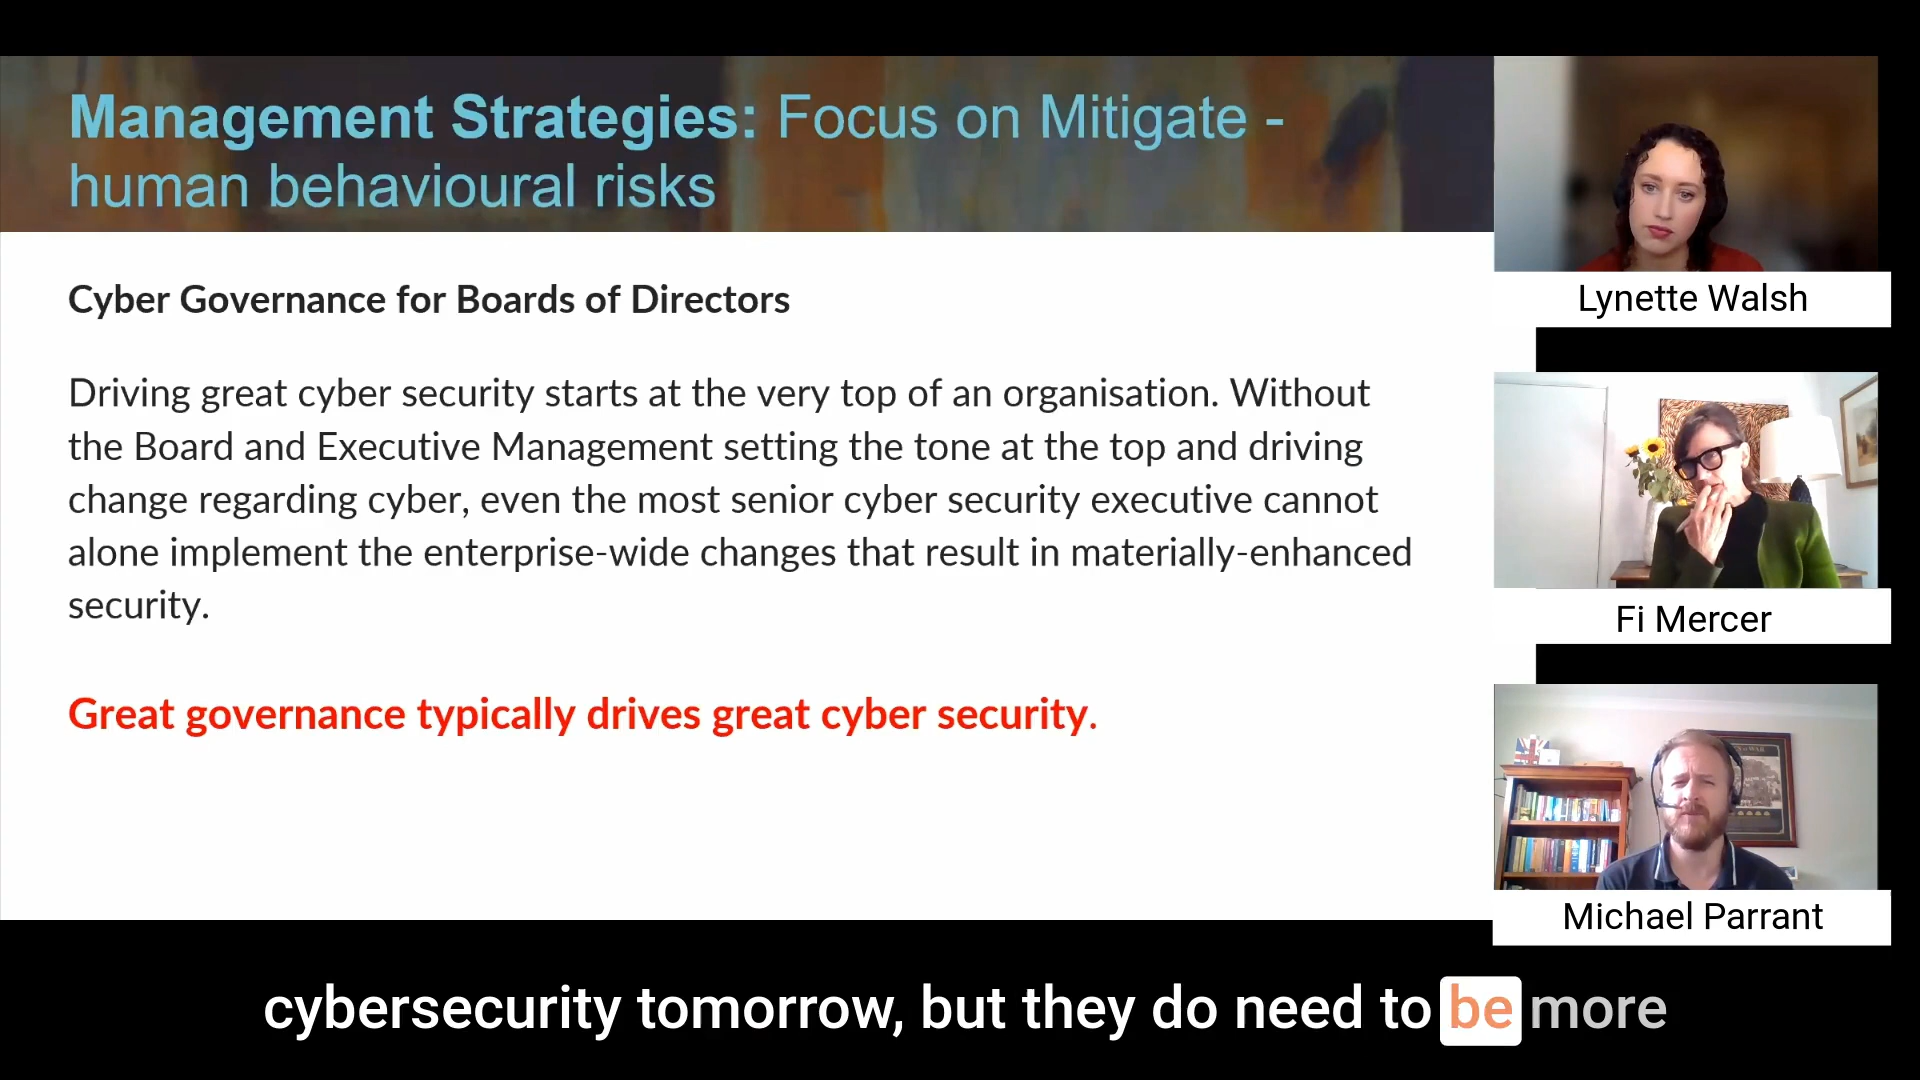 Management Strategies: Focus on Mitigate -
human behavioural risks
Cyber Governance for Boards of Directors
Driving great cyber security starts at the very top of an organisation. Without
the Board and Executive Management setting the tone at the top and driving
change regarding cyber, even the most senior cyber security executive cannot
alone implement the enterprise-wide changes that result in materially-enhanced
security.
Great governance typically drives great cyber security.
Lynette Walsh
Fi Mercer
Michael Parrant
cybersecurity tomorrow, but they do need to be more